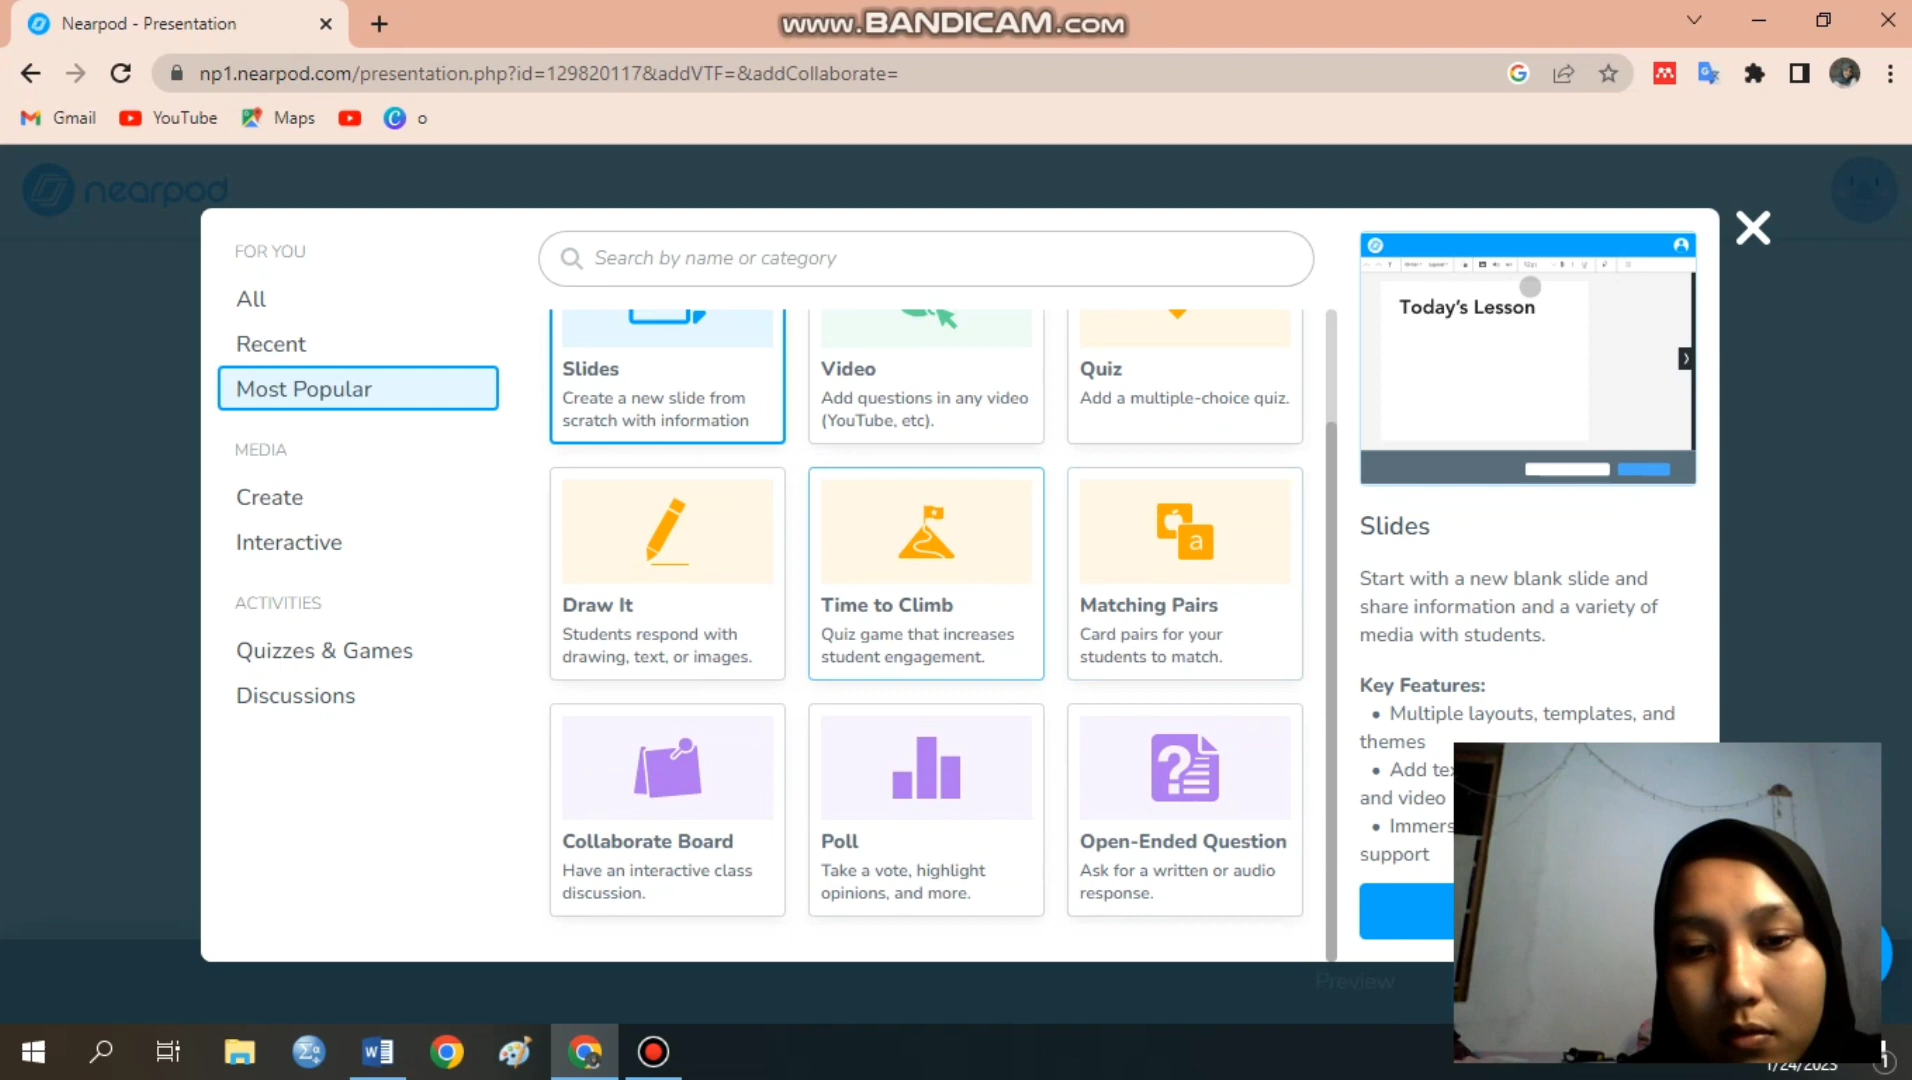 Nearpod - Presentation
www.BANDICAM.com
np1.nearpod.com/presentation.php?id=129820117&addVTF=&addCollaborate=
Gmail
YouTube
Maps
o
nearpod
FOR YOU
All
Recent
Most Popular
MEDIA
Create
Interactive
ACTIVITIES
Quizzes & Games
Discussions
Search by name or category
Slides
Create a new slide from
scratch with information
Video
Add questions in any video
(YouTube, etc).
Quiz
Add a multiple-choice quiz.
Draw It
Students respond with
drawing, text, or images.
Time to Climb
Quiz game that increases
student engagement.
a
Matching Pairs
Card pairs for your
students to match.
Collaborate Board
Have an interactive class
discussion.
Poll
Take a vote, highlight
opinions, and more.
Open-Ended Question
Ask for a written or audio
response.
Today's Lesson
Slides
Start with a new blank slide and
share information and a variety of
media with students.
Key Features:
• Multiple layouts, templates, and
themes
• Add
and video
• Immers
support
Preview
1/24/2023